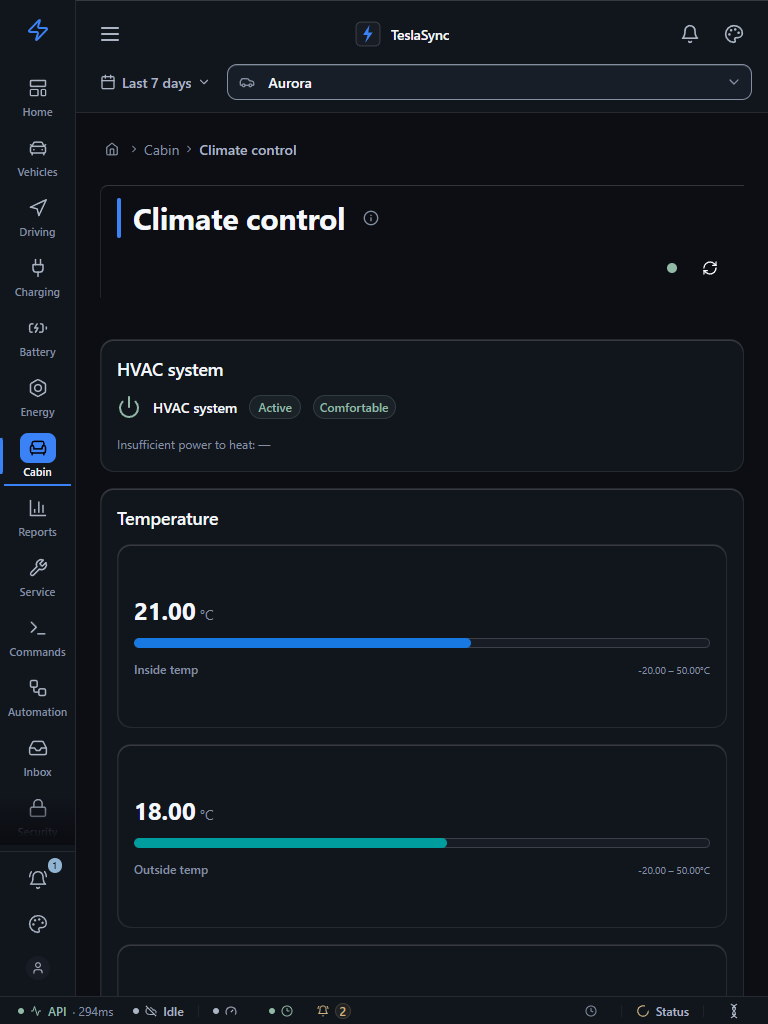 TeslaSync
Last 7 days
Aurora
Home
Vehicles
Driving
Charging
Battery
Energy
Cabin
Reports
Service
Commands
Automation
Inbox
Security
1
Cabin
Climate control
Climate control
HVAC system
HVAC system
Active
Comfortable
Insufficient power to heat: —
Temperature
21.00 °C
Inside temp
-20.00 – 50.00°C
18.00 °C
Outside temp
-20.00 – 50.00°C
API · 294ms
Idle
2
Status